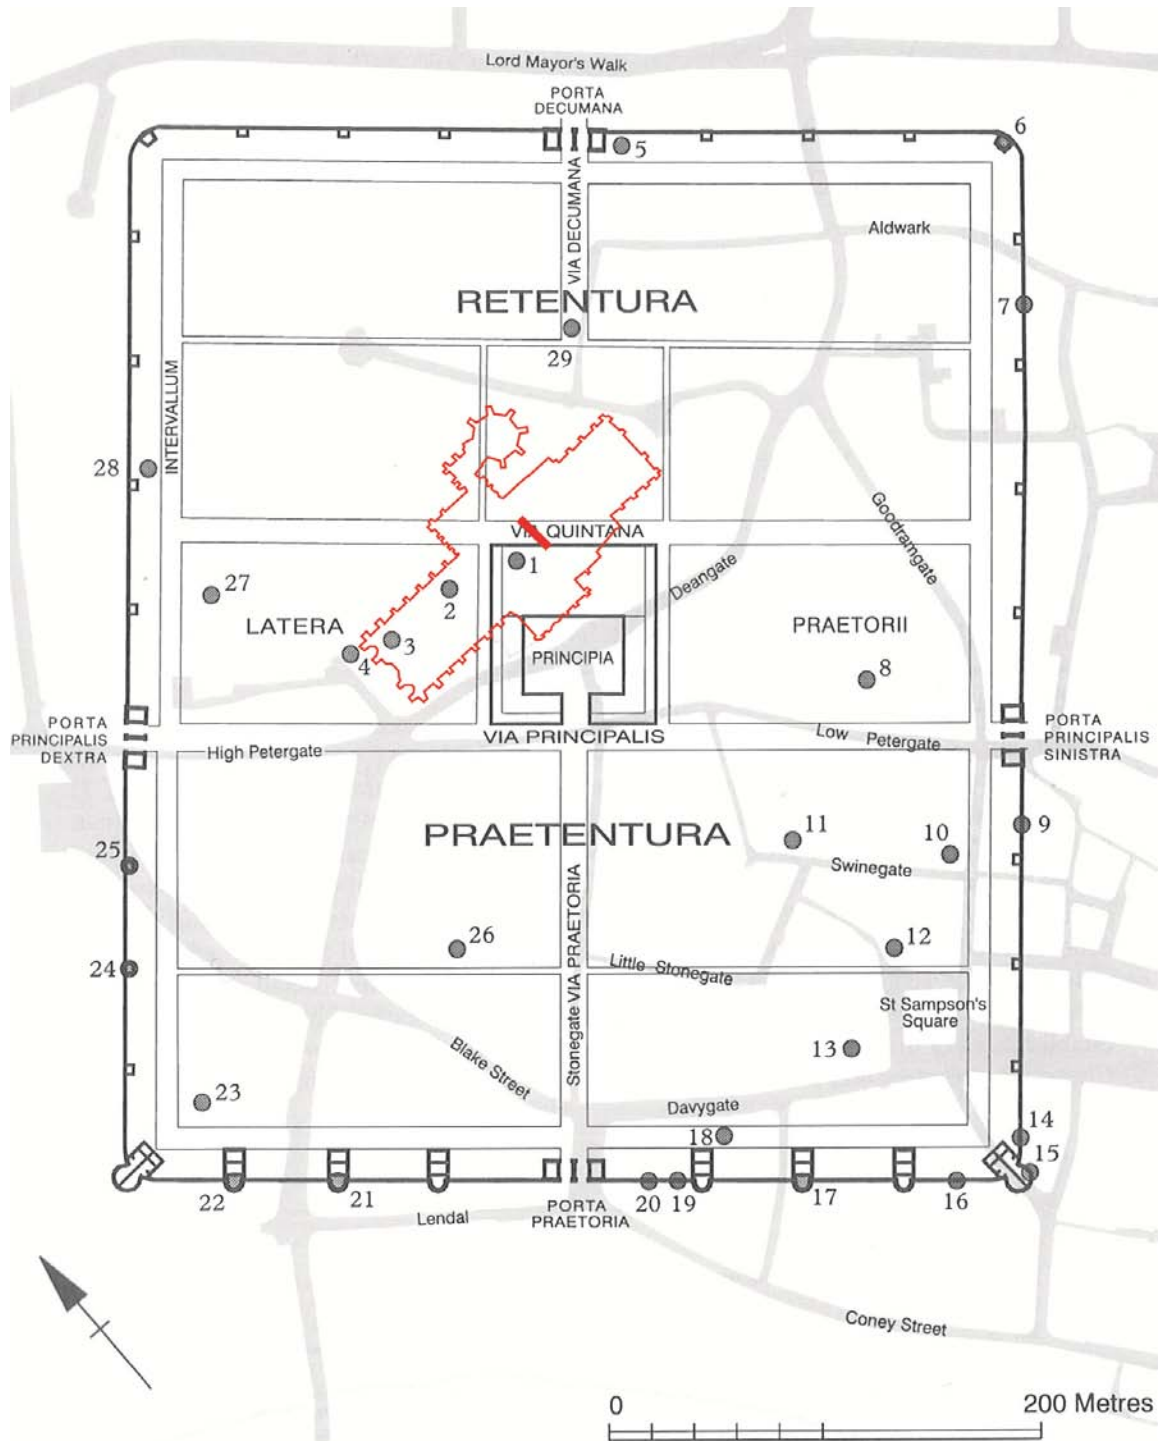 Lord Mayor's Walk
PORTA
DECUMANA
6
5
VIA DECUMANA
Aldwark
RETENTURA
7
29
INTERVALLUM
28
Goodramgate
VIA QUINTANA
1
Deangate
27
2
LATERA
3
PRAETORII
4
PRINCIPIA
8
PORTA
PRINCIPALIS
DEXTRA
High Petergate
VIA PRINCIPALIS
Low Petergate
PORTA
PRINCIPALIS
SINISTRA
PRAETENTURA
11
10
9
25
Swinegate
Stonegate VIA PRAETORIA
26
12
24
Little Stonegate
St Sampson's
Square
13
Blake Street
23
Davygate
18
14
15
22
21
20
19
17
16
Lendal
PORTA
PRAETORIA
Coney Street
0
200 Metres